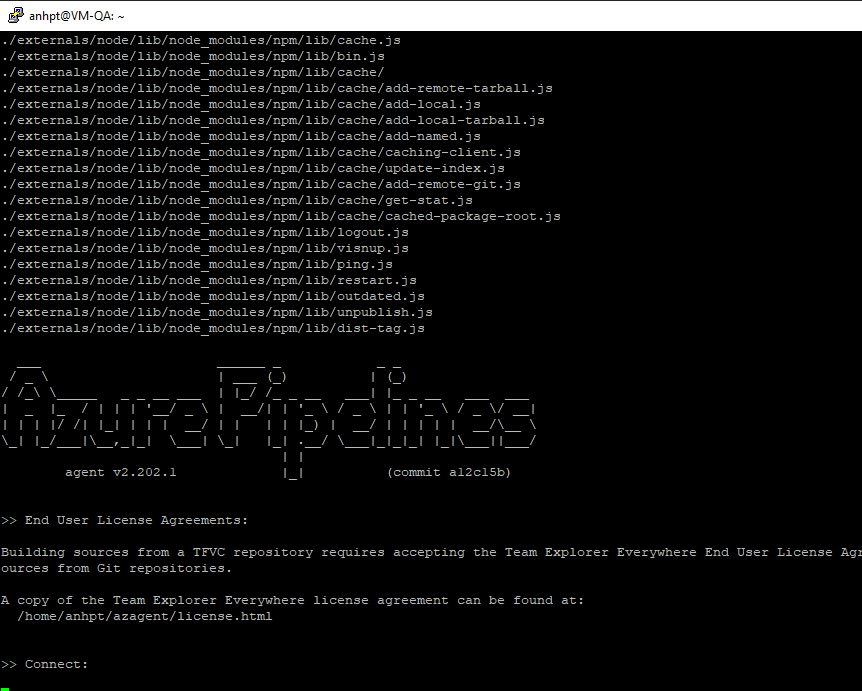 anhpt@VM-QA: ~
./externals/node/lib/node_modules/npm/lib/cache.js
./externals/node/lib/node_modules/npm/lib/bin.js
./externals/node/lib/node_modules/npm/lib/cache/
./externals/node/lib/node_modules/npm/lib/cache/add-remote-tarball.js
./externals/node/lib/node_modules/npm/lib/cache/add-local.js
./externals/node/lib/node_modules/npm/lib/cache/add-local-tarball.js
./externals/node/lib/node_modules/npm/lib/cache/add-named.js
./externals/node/lib/node_modules/npm/lib/cache/caching-client.js
./externals/node/lib/node_modules/npm/lib/cache/update-index.js
./externals/node/lib/node_modules/npm/lib/cache/add-remote-git.js
./externals/node/lib/node_modules/npm/lib/cache/get-stat.js
./externals/node/lib/node_modules/npm/lib/cache/cached-package-root.js
./externals/node/lib/node_modules/npm/lib/logout.js
./externals/node/lib/node_modules/npm/lib/visnup.js
./externals/node/lib/node_modules/npm/lib/ping.js
./externals/node/lib/node_modules/npm/lib/restart.js
./externals/node/lib/node_modules/npm/lib/outdated.js
./externals/node/lib/node_modules/npm/lib/unpublish.js
./externals/node/lib/node_modules/npm/lib/dist-tag.js
Azure Pipelines
agent v2.202.1 (commit a12c15b)
>> End User License Agreements:
Building sources from a TFVC repository requires accepting the Team Explorer Everywhere End User License Agr
ources from Git repositories.
A copy of the Team Explorer Everywhere license agreement can be found at:
/home/anhpt/azagent/license.html
>> Connect: